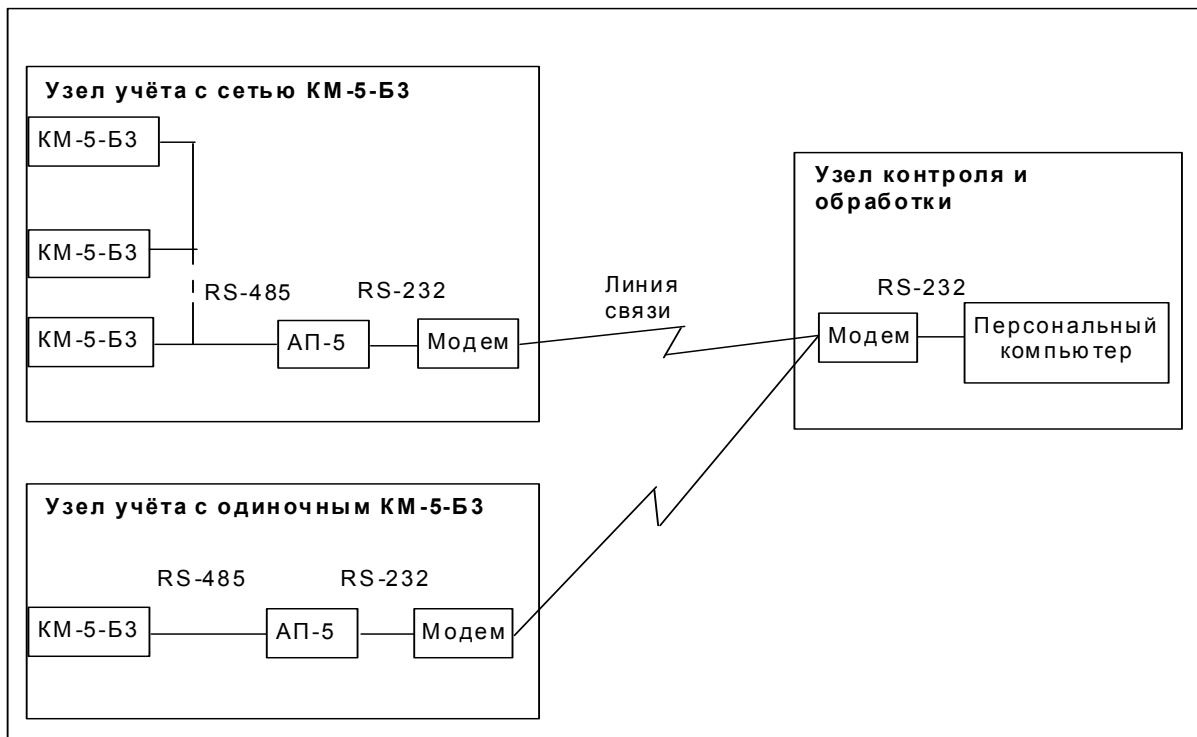 Узел учёта с сетью КМ-5-Б3
КМ-5-Б3
КМ-5-Б3
RS-485
RS-232
КМ-5-Б3
АП-5
Модем
Линия
связи
Узел контроля и
обработки
RS-232
Модем
Персональный
компьютер
Узел учёта с одиночным КМ-5-Б3
RS-485
RS-232
КМ-5-Б3
АП-5
Модем